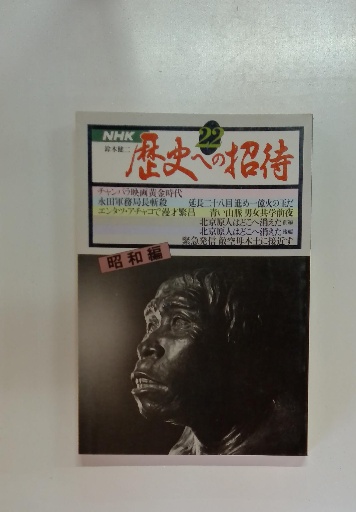 NHK
22
鈴木健二
歴史への招待
チャンバラ映画黄金時代
永田軍務局長斬殺 延長二十八回 進め一億火の玉だ
エンタツ・アチャコで漫才繁昌 青い山脈 男女共学前夜
北京原人はどこへ消えた 前編
北京原人はどこへ消えた 後編
緊急発信 敵空母本土に接近す
昭和編